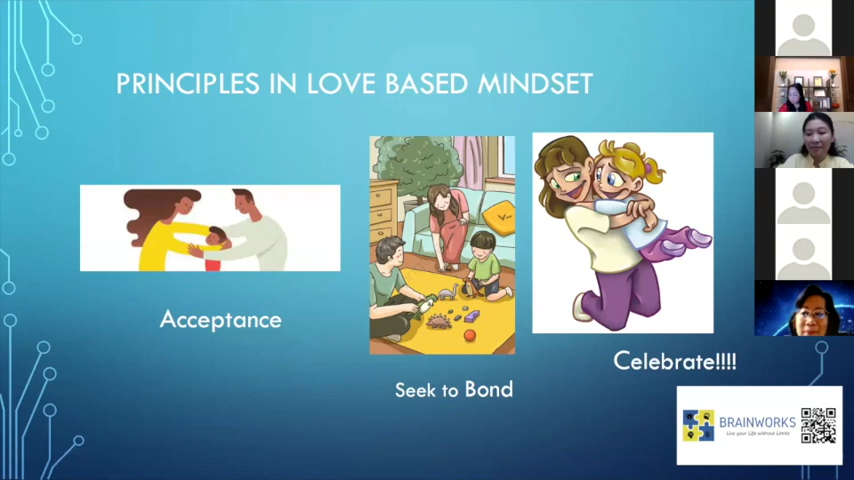 PRINCIPLES IN LOVE BASED MINDSET
Acceptance
Seek to Bond
Celebrate!!!!
BRAINWORKS
Live your Life without Limits